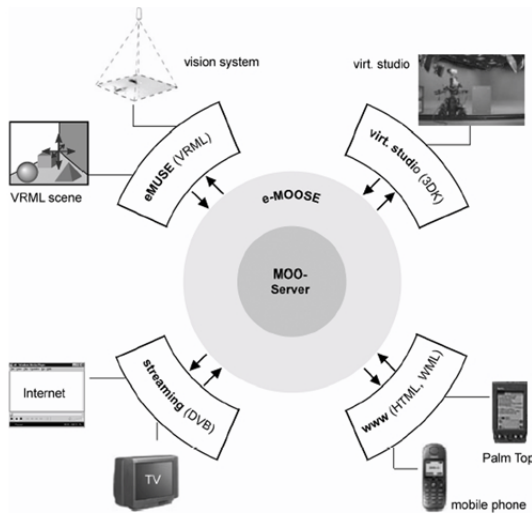 vision system
virt. studio
eMUSE (VRML)
virt. studio (3DK)
VRML scene
e-MOOSE
MOO-
Server
Internet
streaming (DVB)
www (HTML, WML)
TV
Palm Top
mobile phone